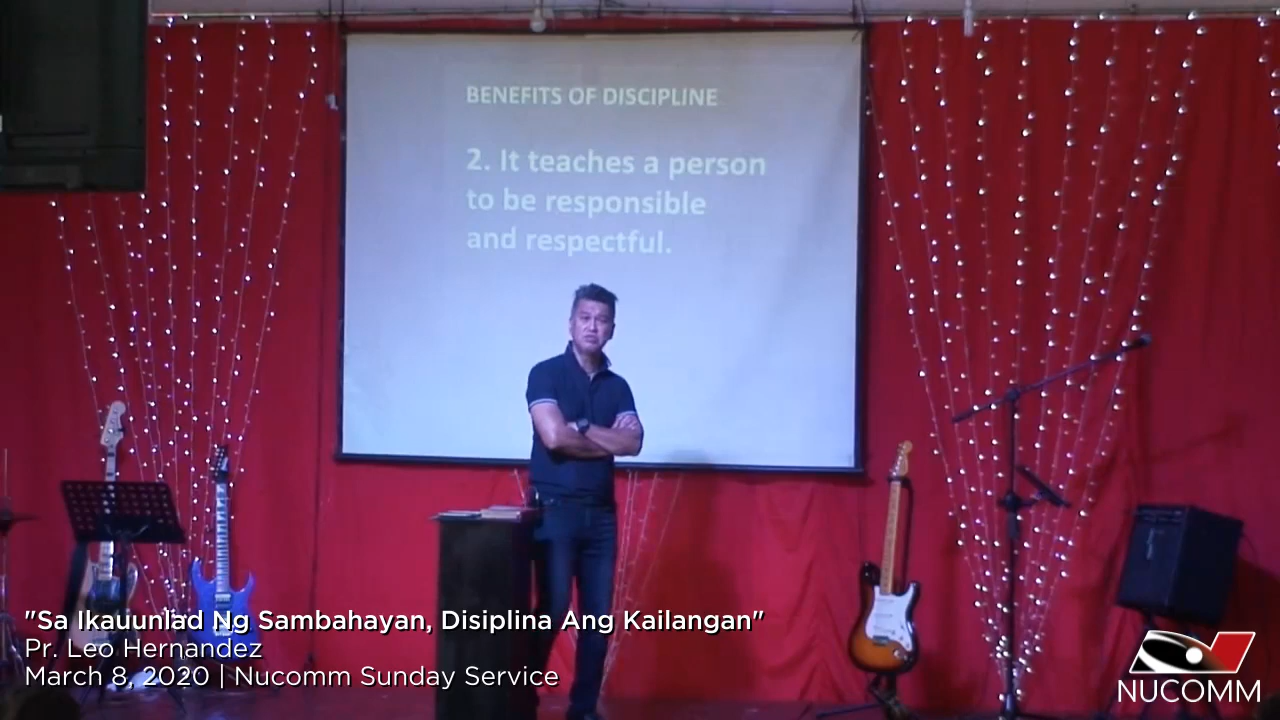 BENEFITS OF DISCIPLINE
2. It teaches a person
to be responsible
and respectful.
"Sa Ikauunlad Ng Sambahayan, Disiplina Ang Kailangan"
Pr. Leo Hernandez
March 8, 2020 | Nucomm Sunday Service
NUCOMM